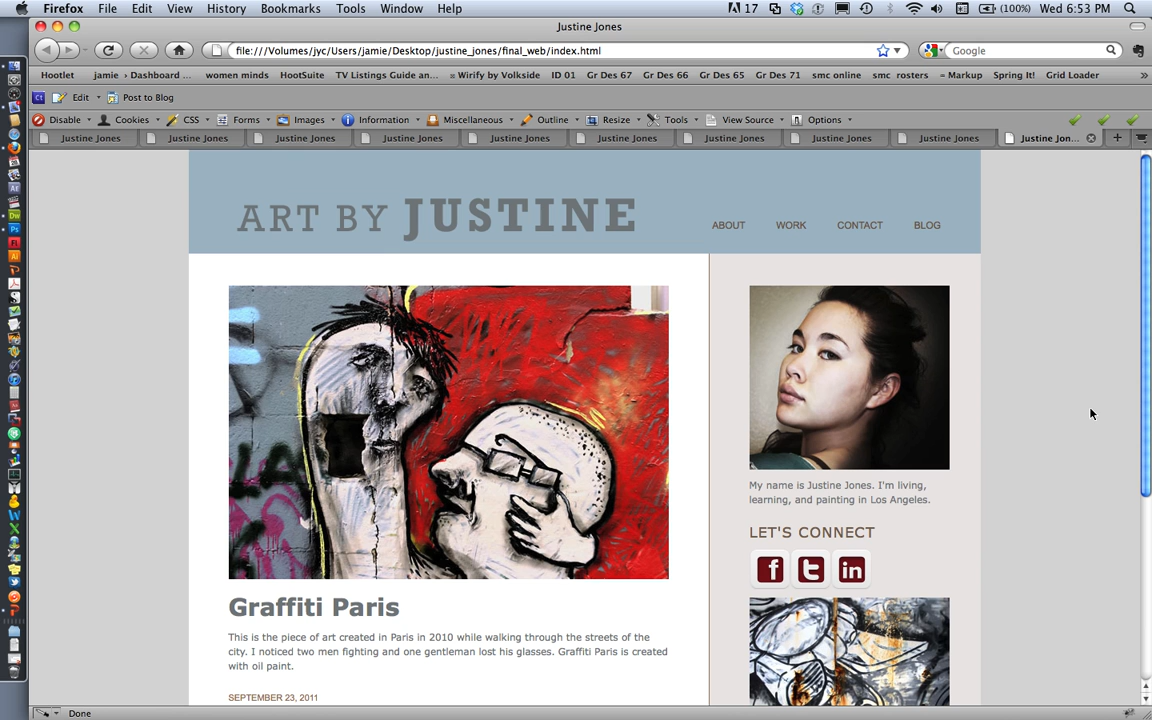 Firefox File Edit View History Bookmarks Tools Window Help 17 (100%) Wed 6:53 PM
Justine Jones
file:///Volumes/jyc/Users/jamie/Desktop/justine_jones/final_web/index.html Google
Hootlet jamie › Dashboard ... women minds HootSuite TV Listings Guide an... :: Wirify by Volkside ID 01 Gr Des 67 Gr Des 66 Gr Des 65 Gr Des 71 smc online smc rosters = Markup Spring It! Grid Loader »
Ct Edit Post to Blog
Disable Cookies CSS Forms Images Information Miscellaneous Outline Resize Tools View Source Options
Justine Jones Justine Jones Justine Jones Justine Jones Justine Jones Justine Jones Justine Jones Justine Jones Justine Jones Justine Jon...
ART BY JUSTINE
ABOUT WORK CONTACT BLOG
Graffiti Paris
This is the piece of art created in Paris in 2010 while walking through the streets of the
city. I noticed two men fighting and one gentleman lost his glasses. Graffiti Paris is created
with oil paint.
SEPTEMBER 23, 2011
My name is Justine Jones. I'm living,
learning, and painting in Los Angeles.
LET'S CONNECT
f t in
Done